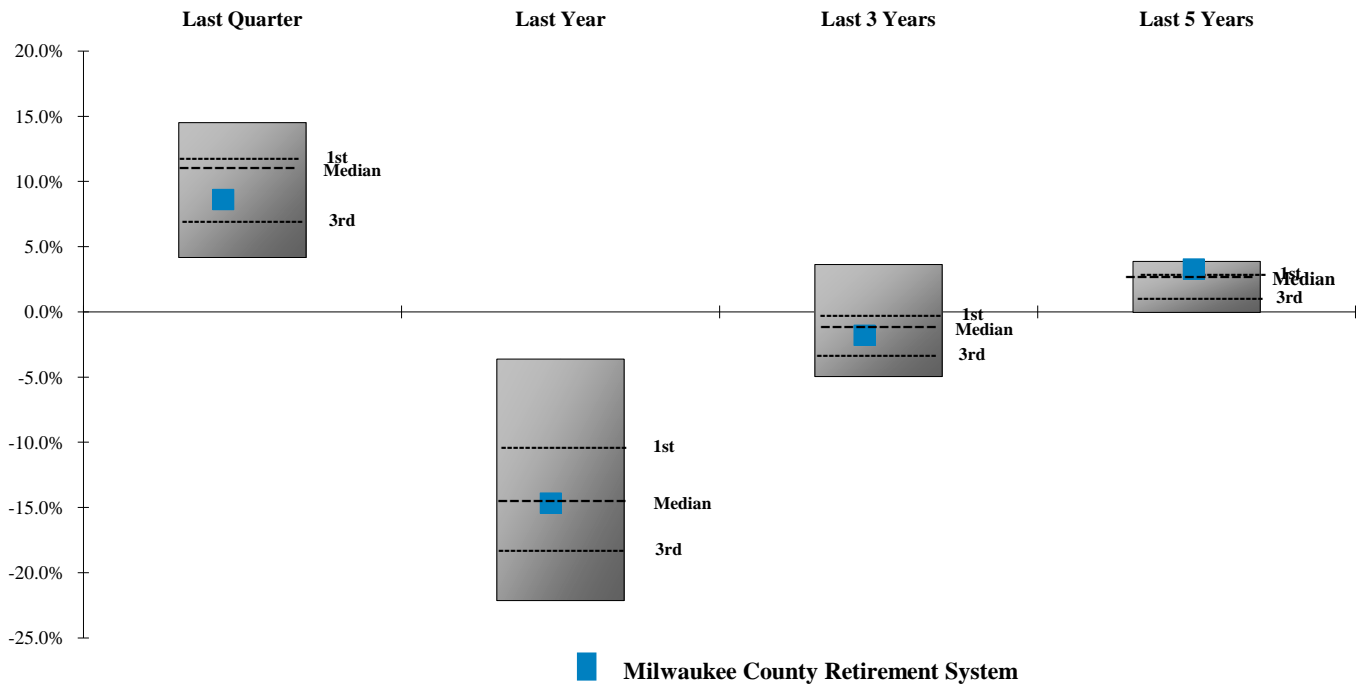 Last Quarter Last Year Last 3 Years Last 5 Years
20.0%
15.0%
1st
Median
10.0%
3rd
5.0%
1st
Median
3rd
0.0%
1st
Median
3rd
-5.0%
-10.0%
1st
-15.0%
Median
3rd
-20.0%
-25.0%
Milwaukee County Retirement System